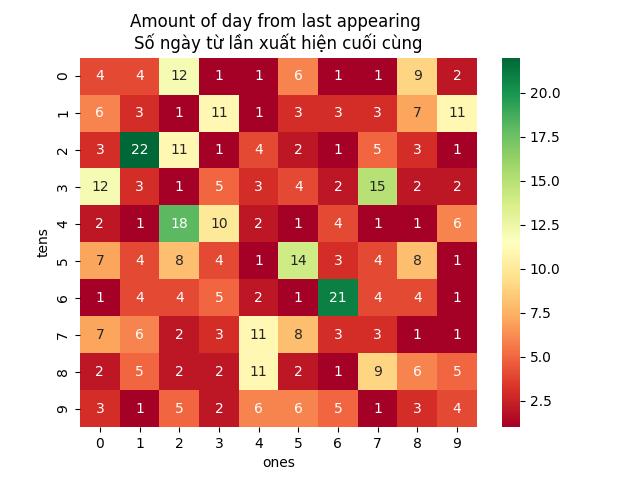 Amount of day from last appearing
Số ngày từ lần xuất hiện cuối cùng
0 4 4 12 1 1 6 1 1 9 2
1 6 3 1 11 1 3 3 3 7 11
2 3 22 11 1 4 2 1 5 3 1
3 12 3 1 5 3 4 2 15 2 2
4 2 1 18 10 2 1 4 1 1 6
5 7 4 8 4 1 14 3 4 8 1
6 1 4 4 5 2 1 21 4 4 1
7 7 6 2 3 11 8 3 3 1 1
8 2 5 2 2 11 2 1 9 6 5
9 3 1 5 2 6 6 5 1 3 4
0 1 2 3 4 5 6 7 8 9
ones
tens
20.0
17.5
15.0
12.5
10.0
7.5
5.0
2.5